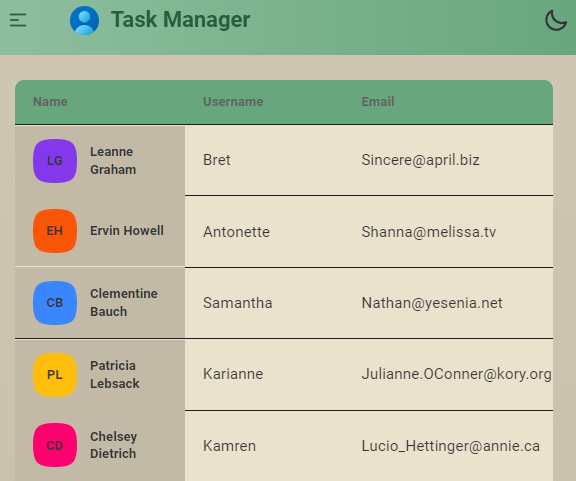 Task Manager
Name Username Email
LG Leanne Graham Bret Sincere@april.biz
EH Ervin Howell Antonette Shanna@melissa.tv
CB Clementine Bauch Samantha Nathan@yesenia.net
PL Patricia Lebsack Karianne Julianne.OConner@kory.org
CD Chelsey Dietrich Kamren Lucio_Hettinger@annie.ca